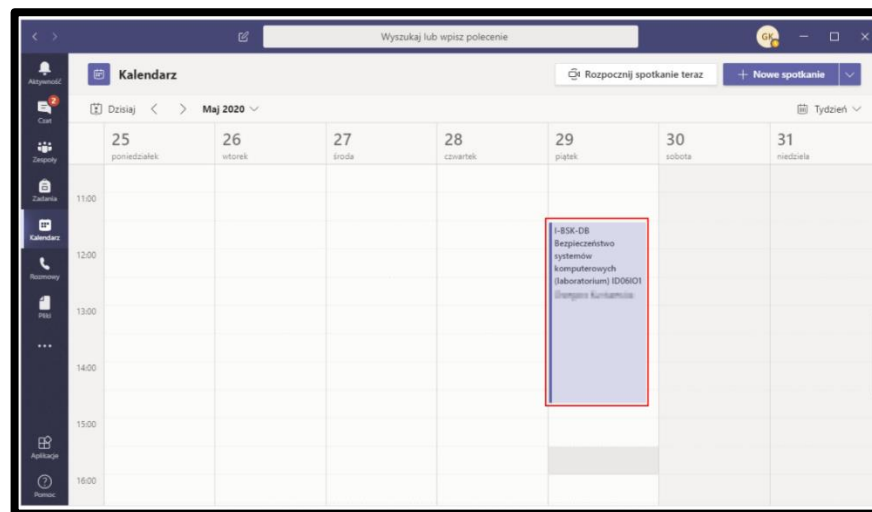 Wyszukaj lub wpisz polecenie
GK
Aktywność
Kalendarz
Rozpocznij spotkanie teraz
+ Nowe spotkanie
2
Czat
Dzisiaj
Maj 2020
Tydzień
Zespoły
25
poniedziałek
26
wtorek
27
środa
28
czwartek
29
piątek
30
sobota
31
niedziela
Zadania
11:00
Kalendarz
I-BSK-DB
Bezpieczeństwo
systemów
komputerowych
(laboratorium) ID06IO1
12:00
Rozmowy
13:00
Pliki
14:00
15:00
Aplikacje
16:00
Pomoc